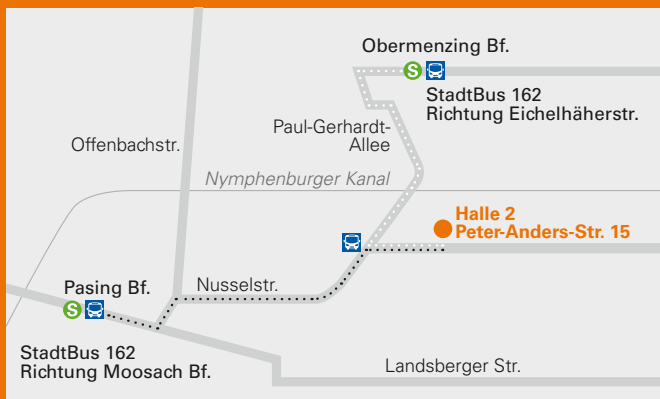 Obermenzing Bf.
S
StadtBus 162
Richtung Eichelhäherstr.
Paul-Gerhardt-
Allee
Offenbachstr.
Nymphenburger Kanal
Halle 2
Peter-Anders-Str. 15
Pasing Bf.
Nusselstr.
S
StadtBus 162
Richtung Moosach Bf.
Landsberger Str.